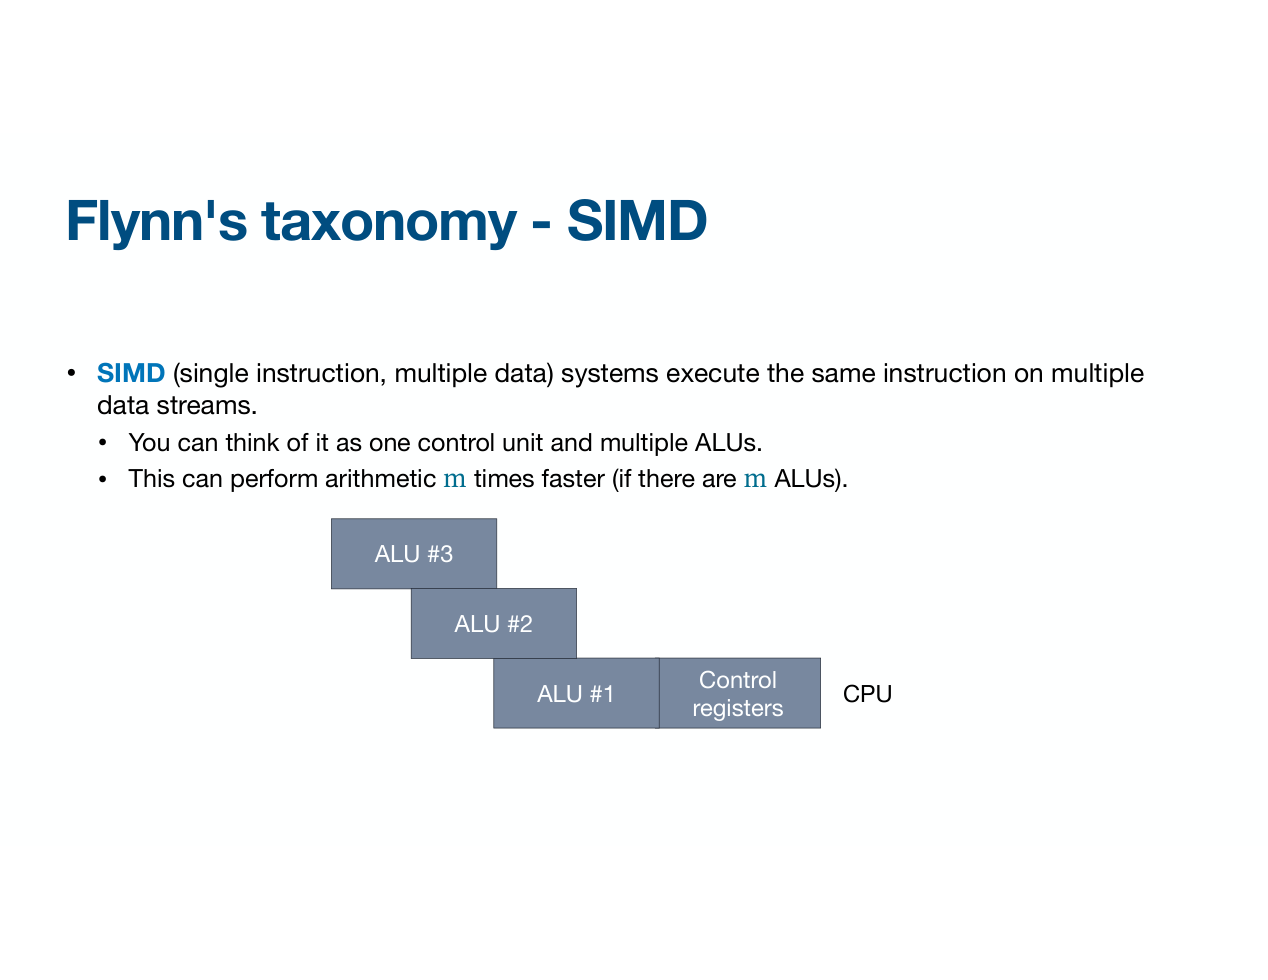 Flynn's taxonomy - SIMD
• SIMD (single instruction, multiple data) systems execute the same instruction on multiple
data streams.
• You can think of it as one control unit and multiple ALUs.
• This can perform arithmetic m times faster (if there are m ALUs).
ALU #3
ALU #2
ALU #1
Control
registers
CPU